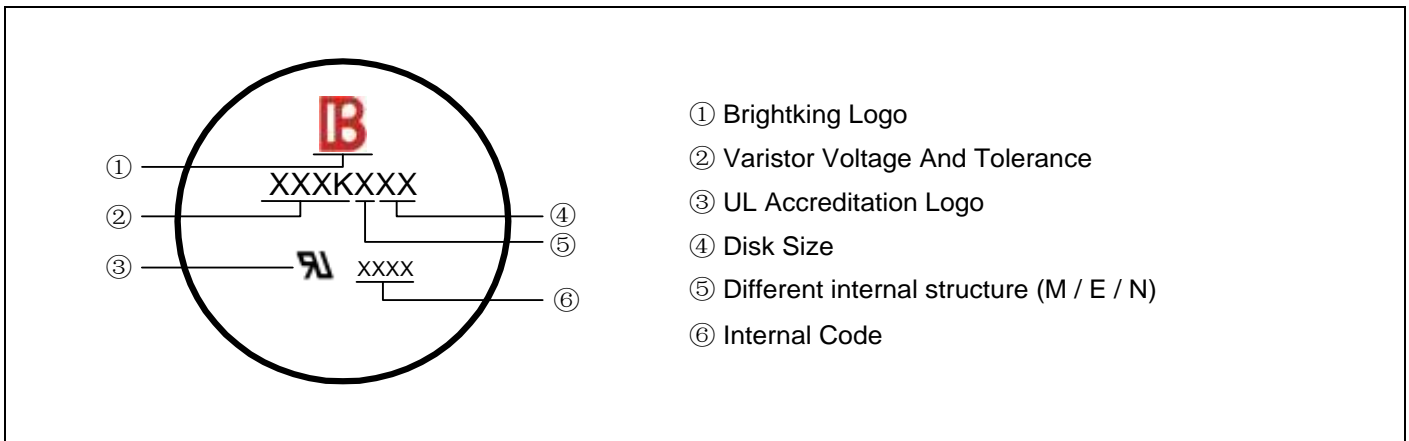 B
① Brightking Logo
① XXXKXXX
② Varistor Voltage And Tolerance
② ④
③ UL Accreditation Logo
⑤
④ Disk Size
③ RU XXXX
⑤ Different internal structure (M / E / N)
⑥
⑥ Internal Code